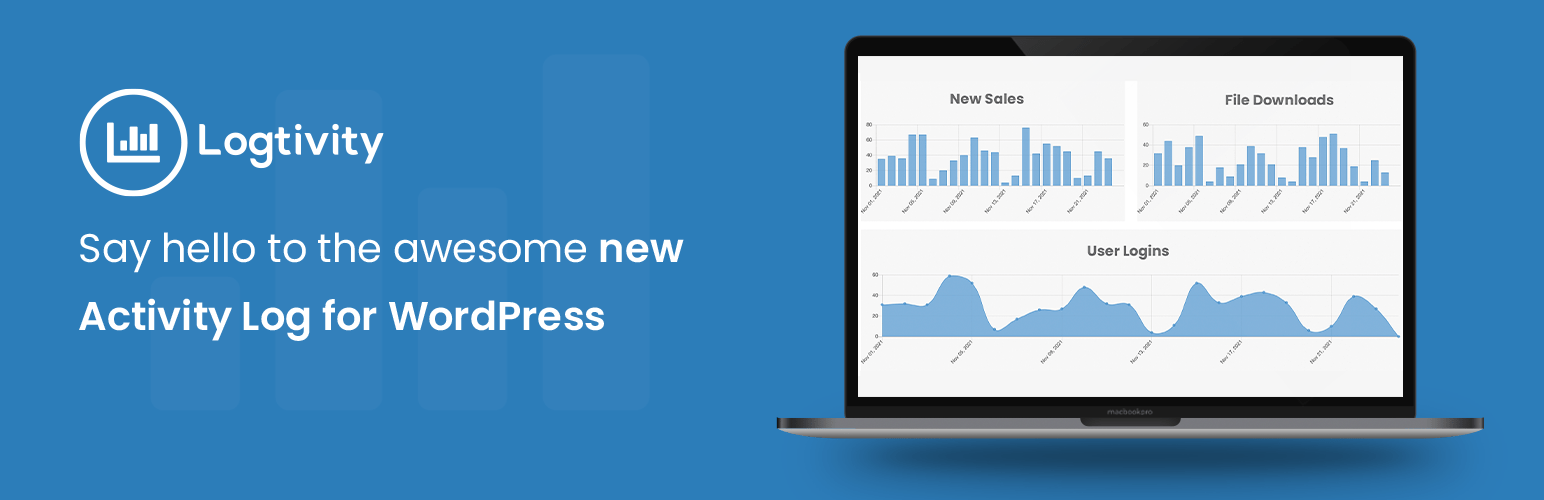 Logtivity
Say hello to the awesome new
Activity Log for WordPress
New Sales
80
60
40
20
0
Nov 01, 2021
Nov 05, 2021
Nov 09, 2021
Nov 13, 2021
Nov 17, 2021
Nov 21, 2021
File Downloads
60
40
20
0
Nov 01, 2021
Nov 05, 2021
Nov 09, 2021
Nov 13, 2021
Nov 17, 2021
Nov 21, 2021
User Logins
60
40
20
0
Nov 01, 2021
Nov 05, 2021
Nov 09, 2021
Nov 13, 2021
Nov 17, 2021
Nov 21, 2021
macbook pro